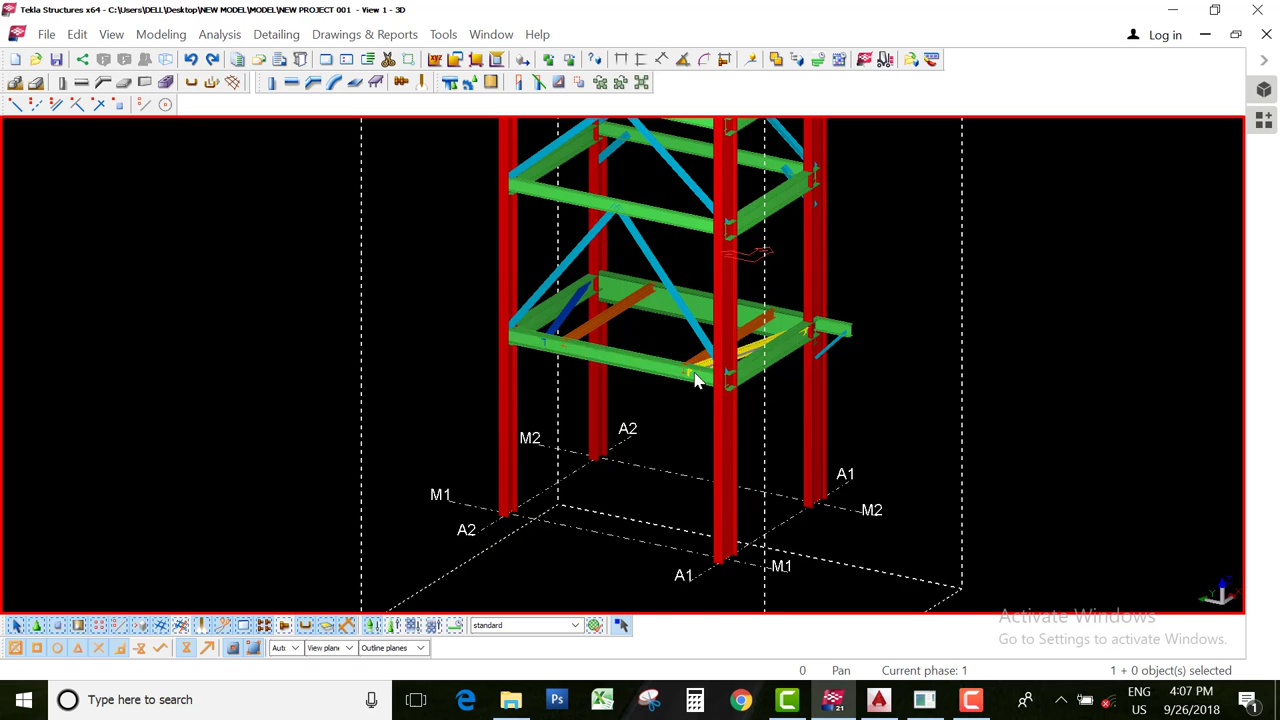 Tekla Structures x64 - C:\Users\DELL\Desktop\NEW MODEL\MODEL\NEW PROJECT 001 - View 1 - 3D
File Edit View Modeling Analysis Detailing Drawings & Reports Tools Window Help Log in
M2 A2
M1 A1
A2 M2
A1 M1
Activate Windows
Go to Settings to activate Windows.
standard
Aut View plane Outline planes
0 Pan Current phase: 1 1 + 0 object(s) selected
Type here to search
ENG 4:07 PM
US 9/26/2018